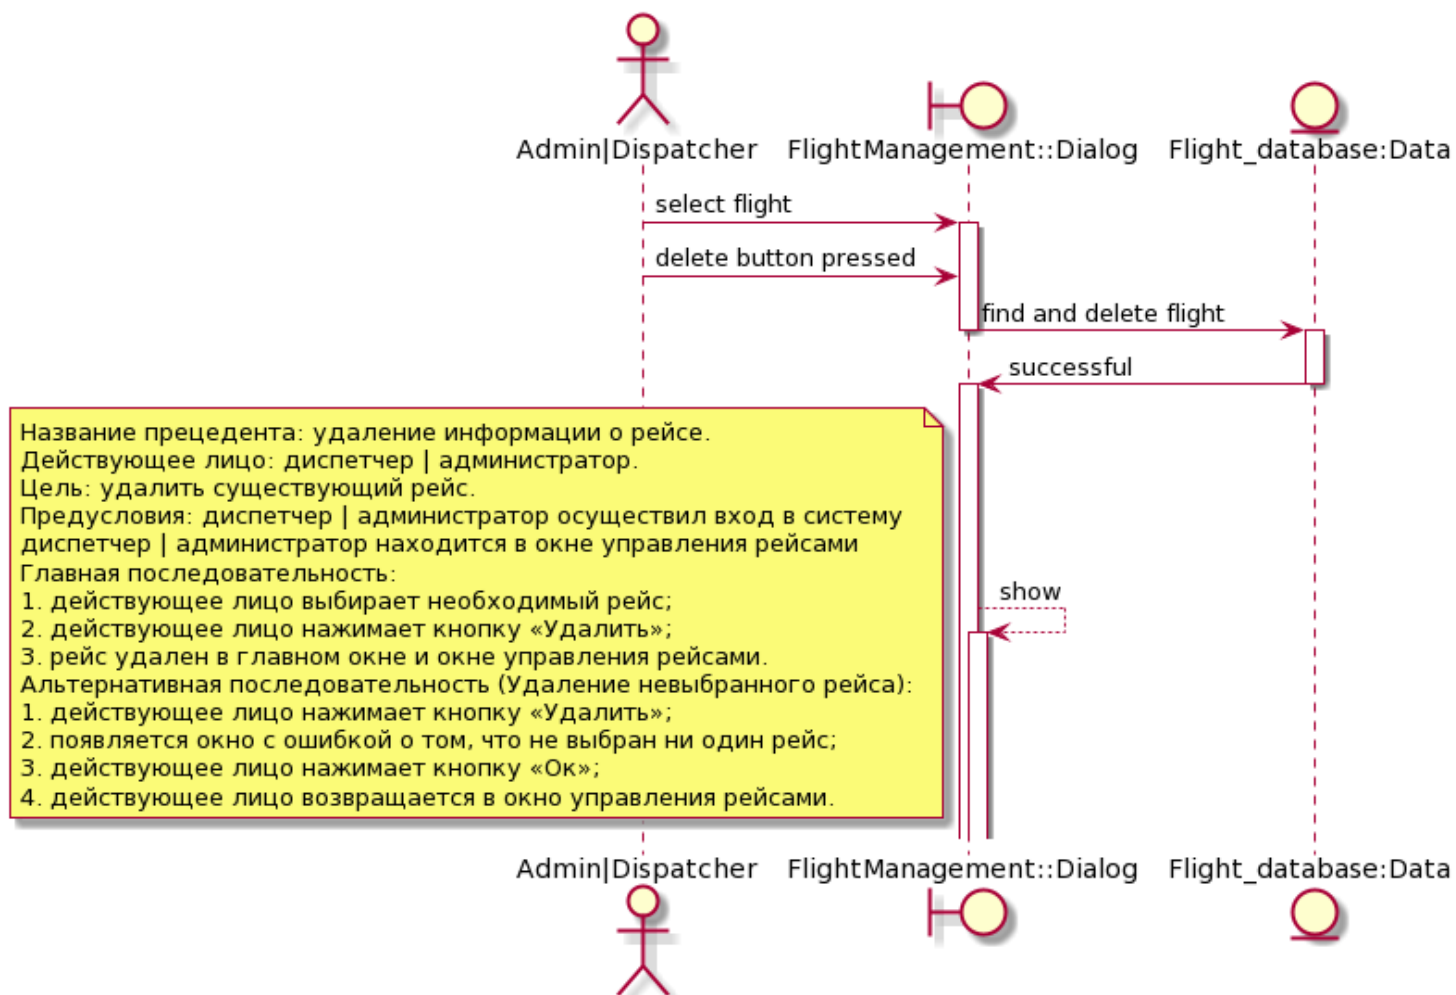 Admin|Dispatcher FlightManagement::Dialog Flight_database:Data
select flight
delete button pressed
find and delete flight
successful
Название прецедента: удаление информации о рейсе.
Действующее лицо: диспетчер | администратор.
Цель: удалить существующий рейс.
Предусловия: диспетчер | администратор осуществил вход в систему
диспетчер | администратор находится в окне управления рейсами
Главная последовательность:
1. действующее лицо выбирает необходимый рейс;
2. действующее лицо нажимает кнопку «Удалить»;
3. рейс удален в главном окне и окне управления рейсами.
Альтернативная последовательность (Удаление невыбранного рейса):
1. действующее лицо нажимает кнопку «Удалить»;
2. появляется окно с ошибкой о том, что не выбран ни один рейс;
3. действующее лицо нажимает кнопку «Ок»;
4. действующее лицо возвращается в окно управления рейсами.
show
Admin|Dispatcher FlightManagement::Dialog Flight_database:Data